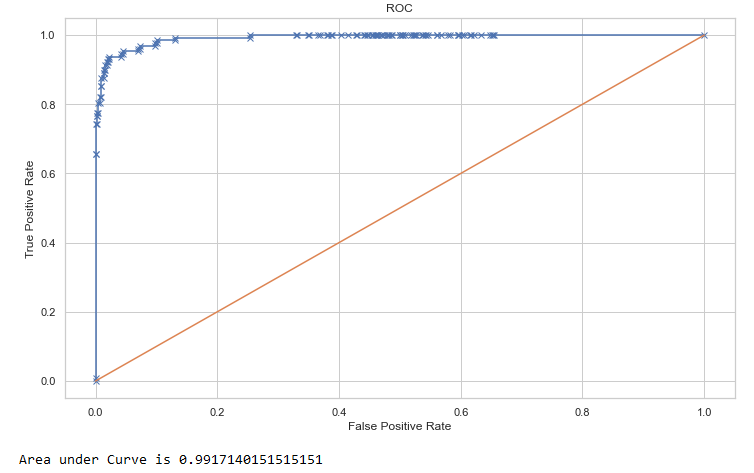 ROC
1.0
0.8
0.6
0.4
0.2
0.0
True Positive Rate
0.0 0.2 0.4 0.6 0.8 1.0
False Positive Rate
Area under Curve is 0.9917140151515151